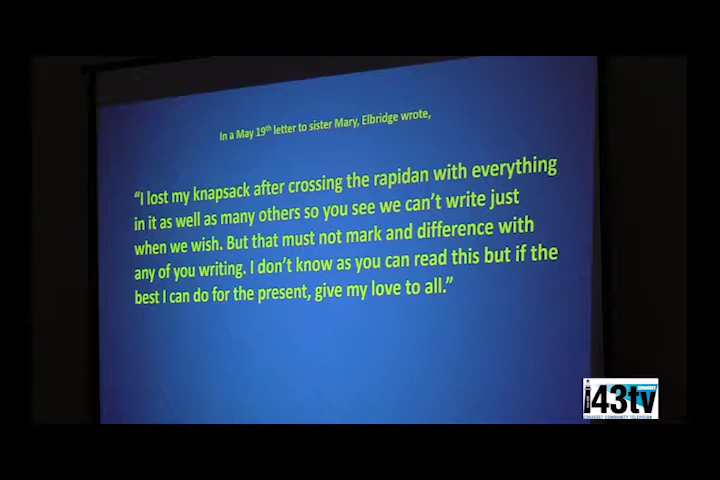 In a May 19th letter to sister Mary, Elbridge wrote,
“I lost my knapsack after crossing the rapidan with everything
in it as well as many others so you see we can’t write just
when we wish. But that must not mark and difference with
any of you writing. I don’t know as you can read this but if the
best I can do for the present, give my love to all.”
i43tv
COHASSET COMMUNITY TELEVISION